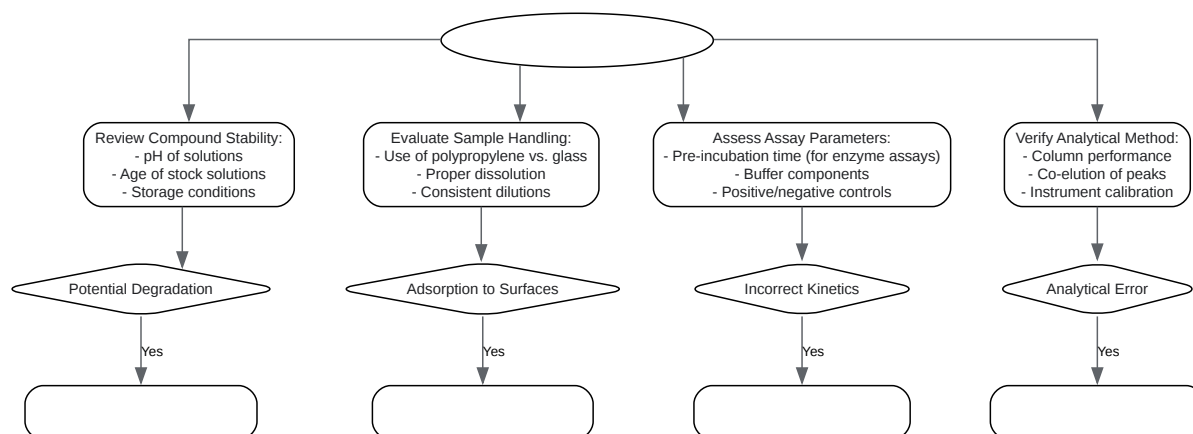 Review Compound Stability:
- pH of solutions
- Age of stock solutions
- Storage conditions
Evaluate Sample Handling:
- Use of polypropylene vs. glass
- Proper dissolution
- Consistent dilutions
Assess Assay Parameters:
- Pre-incubation time (for enzyme assays)
- Buffer components
- Positive/negative controls
Verify Analytical Method:
- Column performance
- Co-elution of peaks
- Instrument calibration
Potential Degradation
Adsorption to Surfaces
Incorrect Kinetics
Analytical Error
Yes
Yes
Yes
Yes